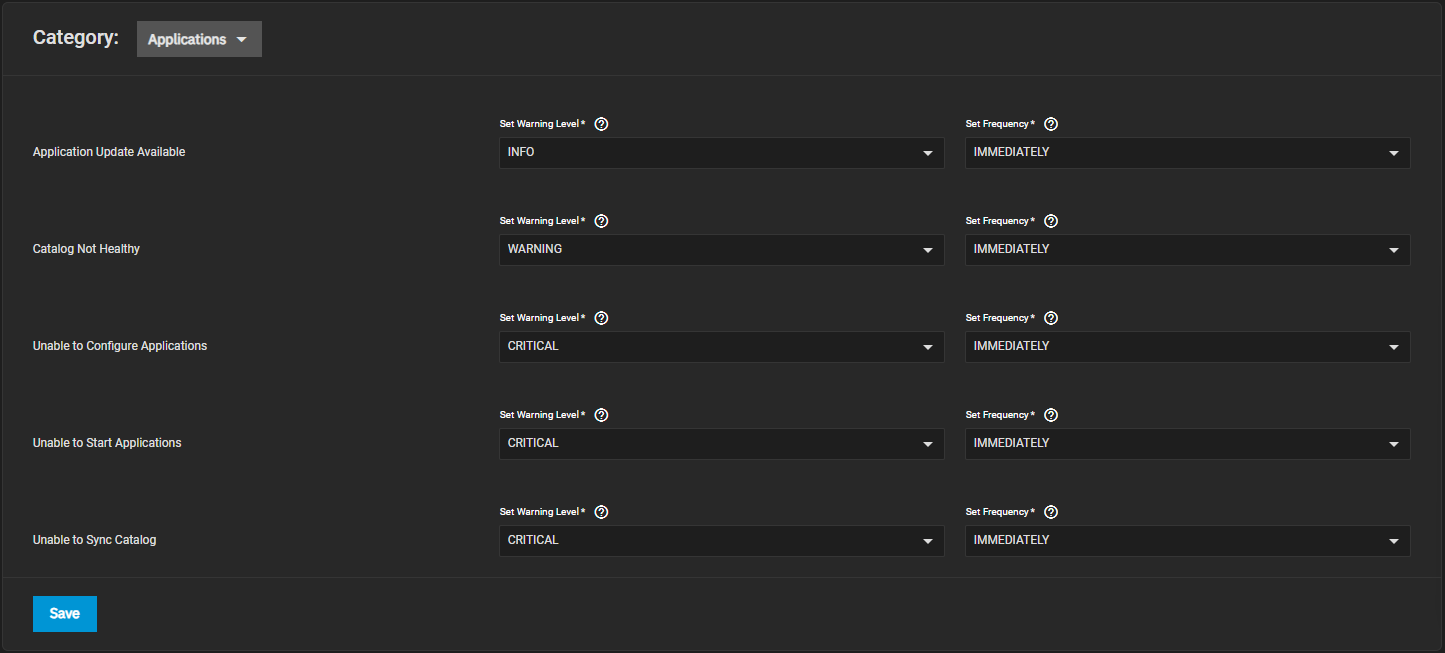 Category: Applications
Set Warning Level * Set Frequency *
Application Update Available INFO IMMEDIATELY
Set Warning Level * Set Frequency *
Catalog Not Healthy WARNING IMMEDIATELY
Set Warning Level * Set Frequency *
Unable to Configure Applications CRITICAL IMMEDIATELY
Set Warning Level * Set Frequency *
Unable to Start Applications CRITICAL IMMEDIATELY
Set Warning Level * Set Frequency *
Unable to Sync Catalog CRITICAL IMMEDIATELY
Save